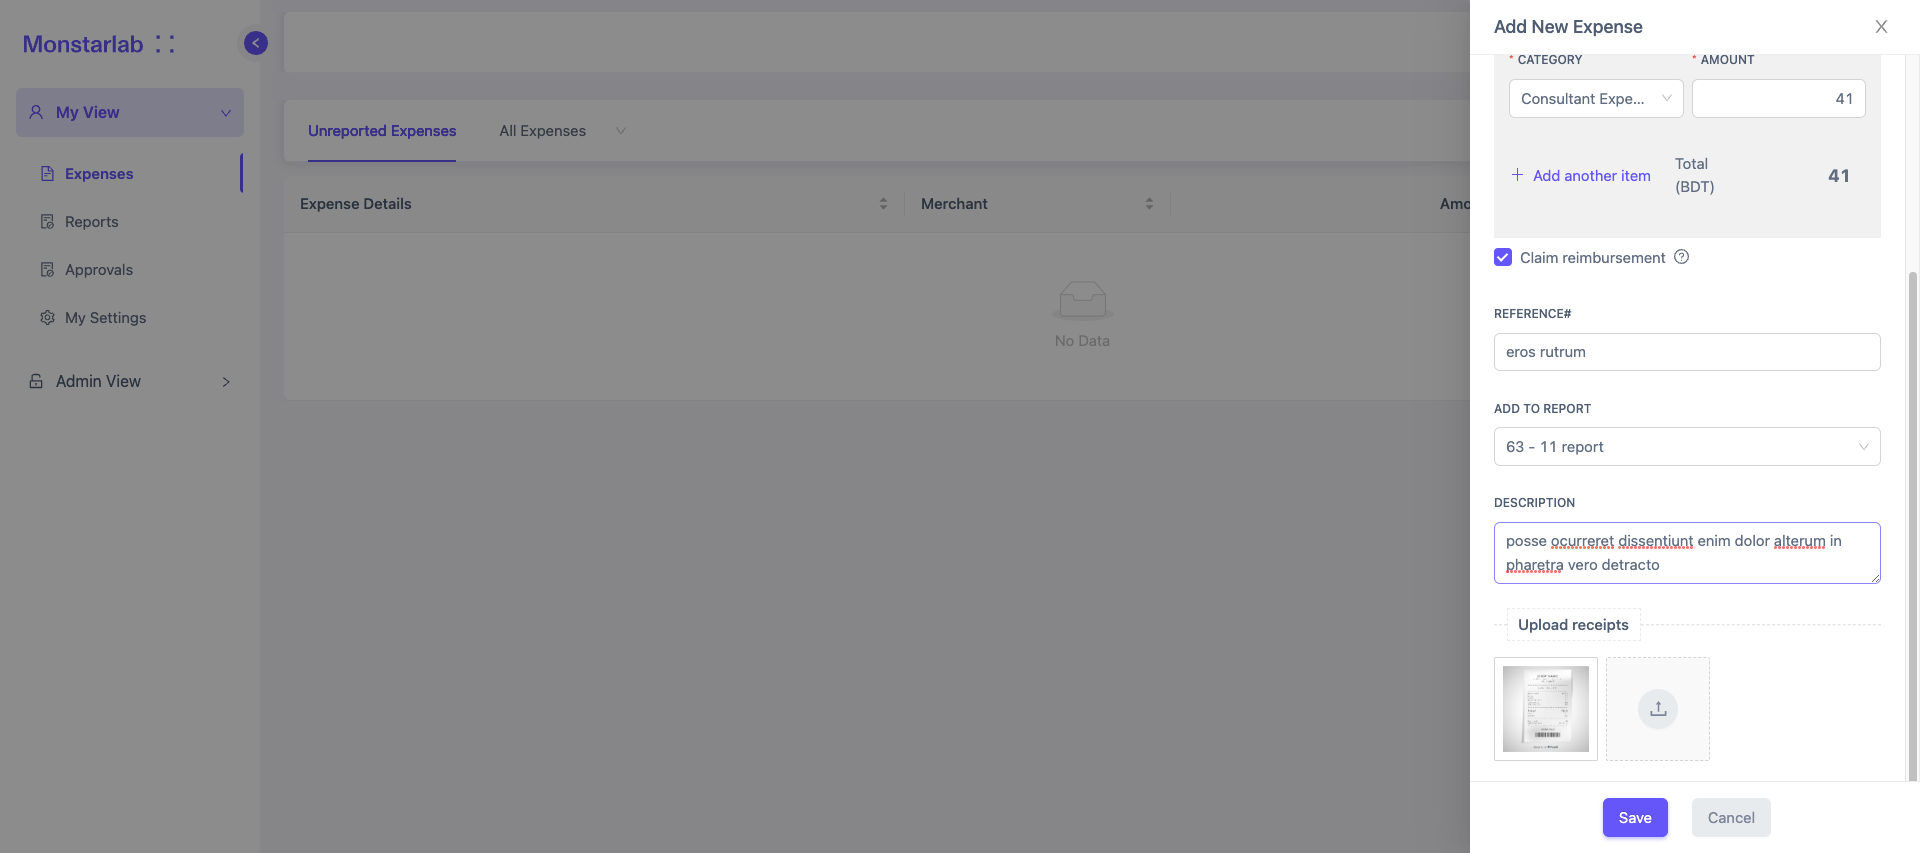 Monstarlab
My View
Expenses
Reports
Approvals
My Settings
Admin View
Unreported Expenses
All Expenses
Expense Details
Merchant
Amo
No Data
Add New Expense
* CATEGORY
* AMOUNT
Consultant Expe...
41
+ Add another item
Total
(BDT)
41
Claim reimbursement
REFERENCE#
eros rutrum
ADD TO REPORT
63 - 11 report
DESCRIPTION
posse ocurreret dissentiunt enim dolor alterum in
pharetra vero detracto
Upload receipts
Save
Cancel